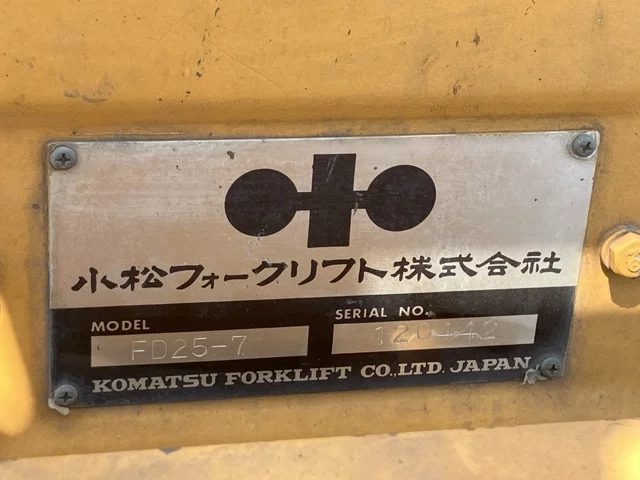 小松フォークリフト株式会社
MODEL
FD25-7
SERIAL NO.
120442
KOMATSU FORKLIFT CO.,LTD. JAPAN